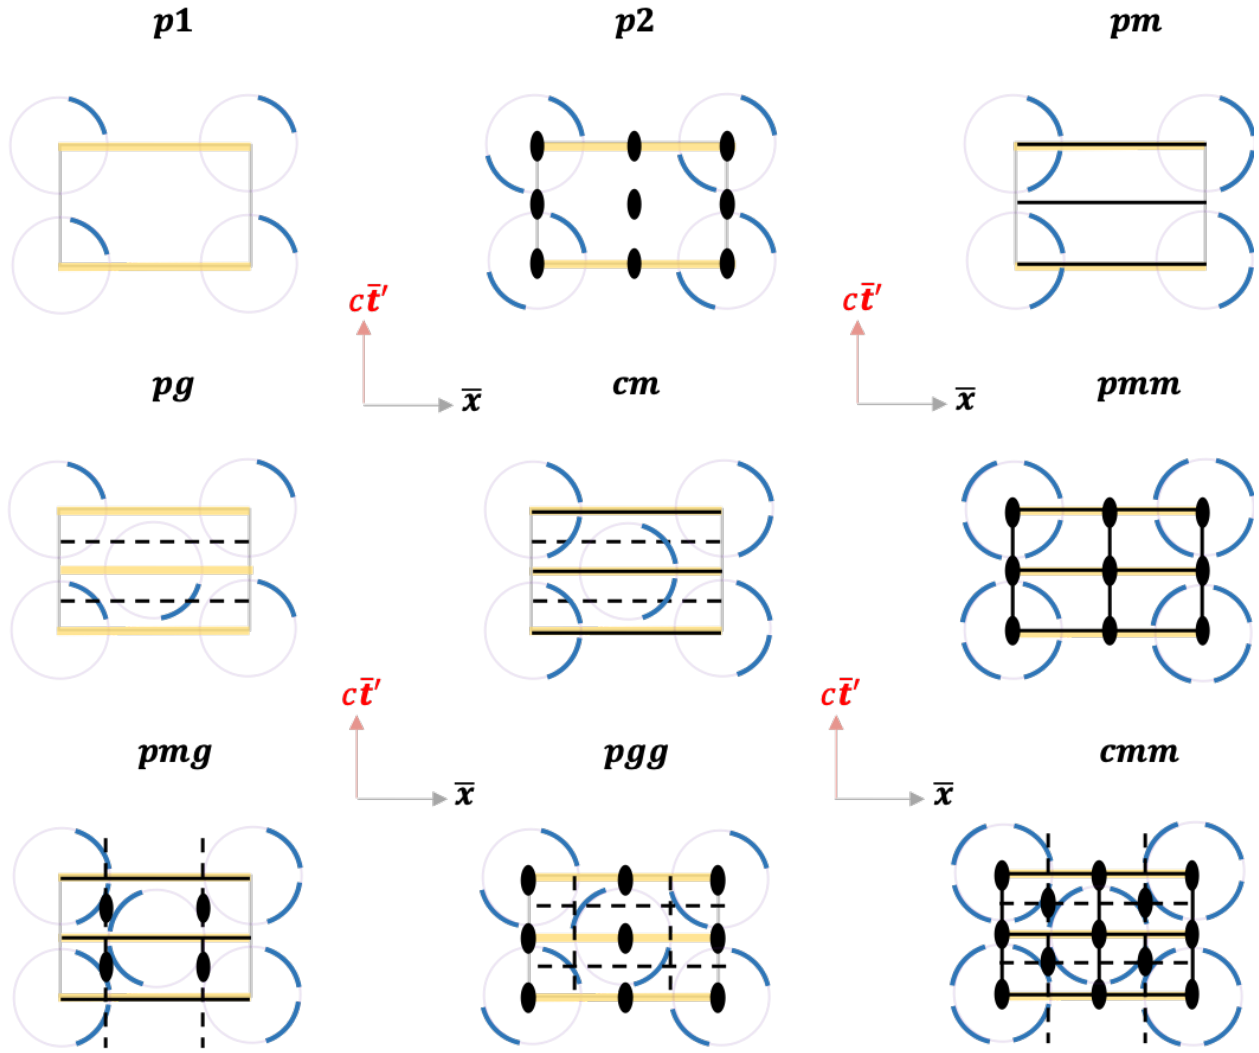 p1 p2 pm
ct̄′ ct̄′
x̄ x̄
pg cm pmm
ct̄′ ct̄′
pmg pgg cmm
x̄ x̄